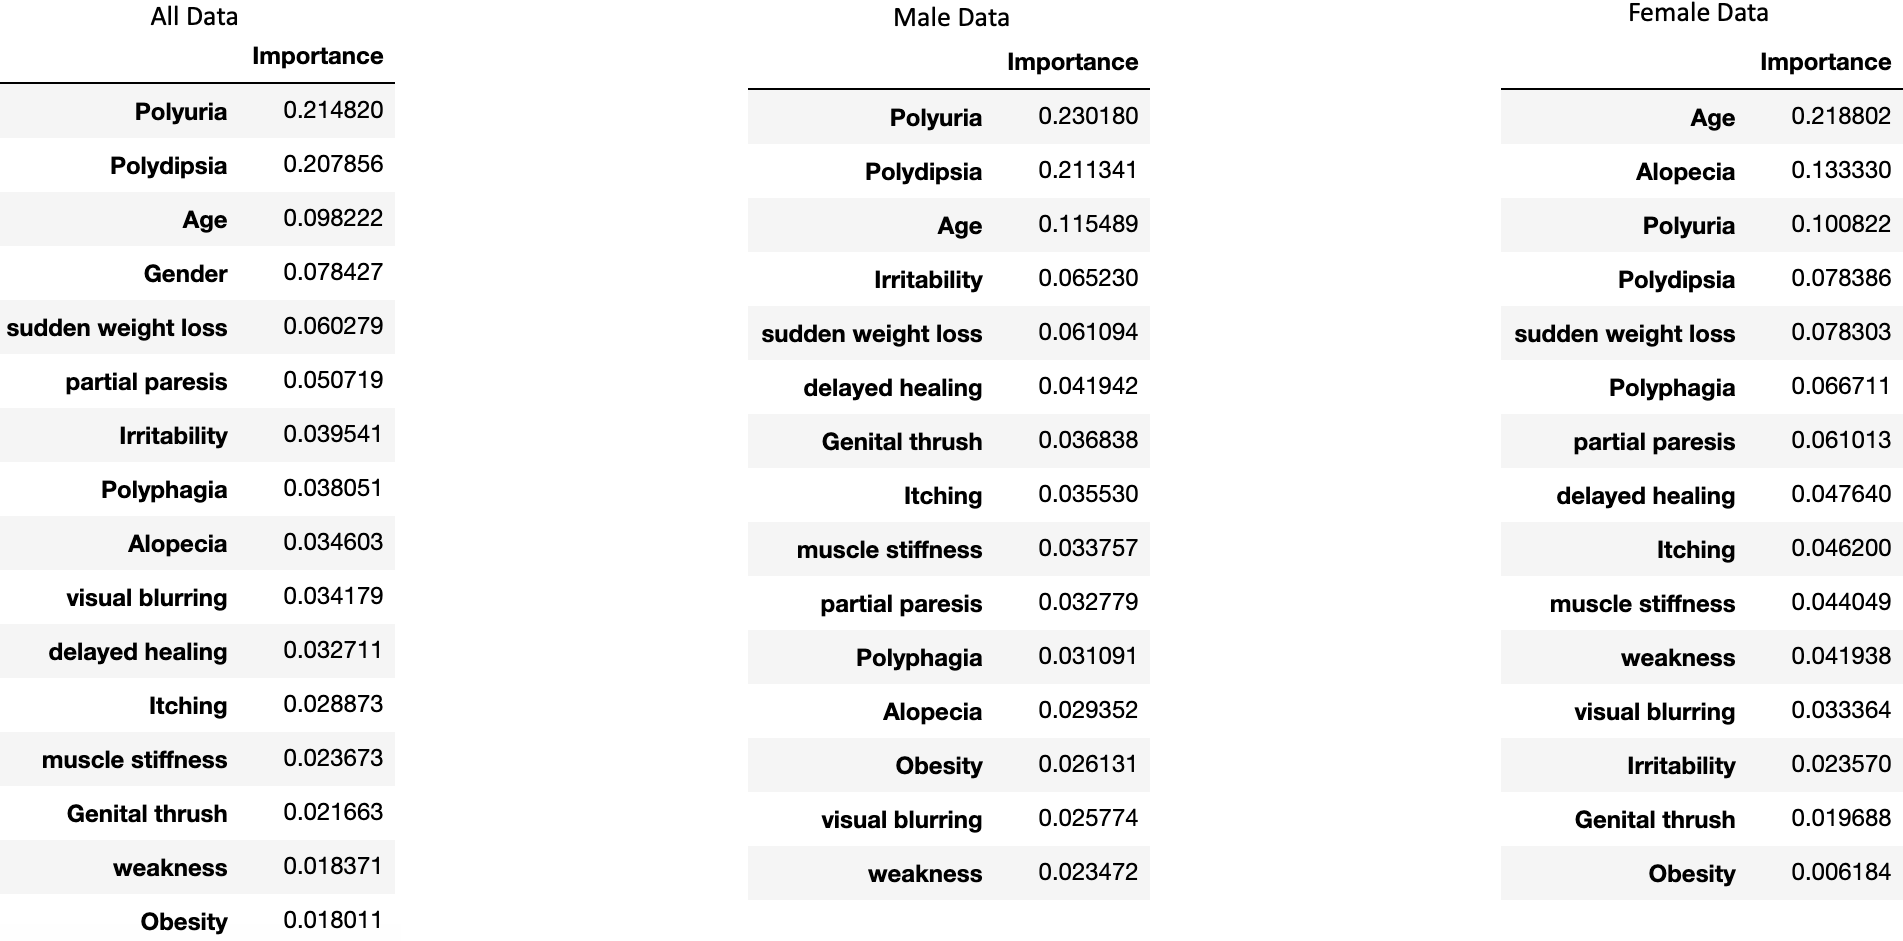 All Data
Importance
Polyuria 0.214820
Polydipsia 0.207856
Age 0.098222
Gender 0.078427
sudden weight loss 0.060279
partial paresis 0.050719
Irritability 0.039541
Polyphagia 0.038051
Alopecia 0.034603
visual blurring 0.034179
delayed healing 0.032711
Itching 0.028873
muscle stiffness 0.023673
Genital thrush 0.021663
weakness 0.018371
Obesity 0.018011
Male Data
Importance
Polyuria 0.230180
Polydipsia 0.211341
Age 0.115489
Irritability 0.065230
sudden weight loss 0.061094
delayed healing 0.041942
Genital thrush 0.036838
Itching 0.035530
muscle stiffness 0.033757
partial paresis 0.032779
Polyphagia 0.031091
Alopecia 0.029352
Obesity 0.026131
visual blurring 0.025774
weakness 0.023472
Female Data
Importance
Age 0.218802
Alopecia 0.133330
Polyuria 0.100822
Polydipsia 0.078386
sudden weight loss 0.078303
Polyphagia 0.066711
partial paresis 0.061013
delayed healing 0.047640
Itching 0.046200
muscle stiffness 0.044049
weakness 0.041938
visual blurring 0.033364
Irritability 0.023570
Genital thrush 0.019688
Obesity 0.006184